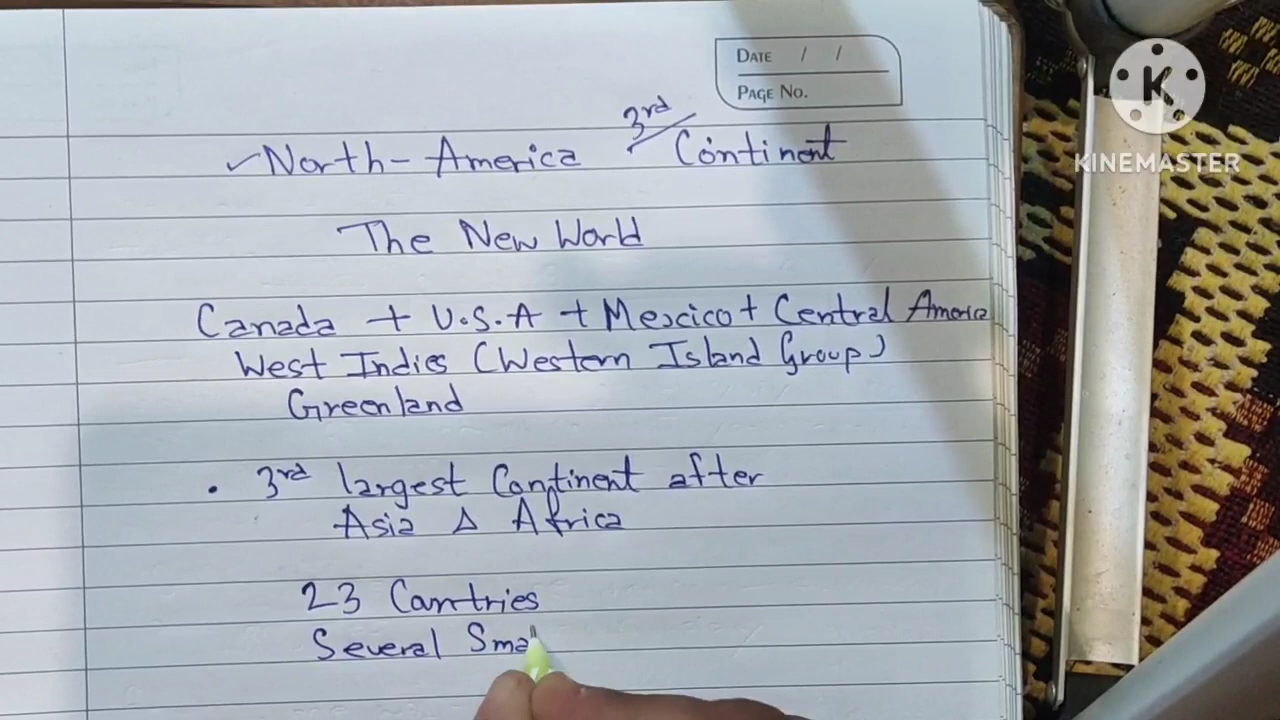 DATE / /
PAGE NO.
3rd
North-America Continent
The New World
Canada + U.S.A + Mexico + Central America
West Indies (Western Island Group)
Greenland
• 3rd largest Continent after
Asia & Africa
23 Countries
Several Sma
K
KINEMASTER